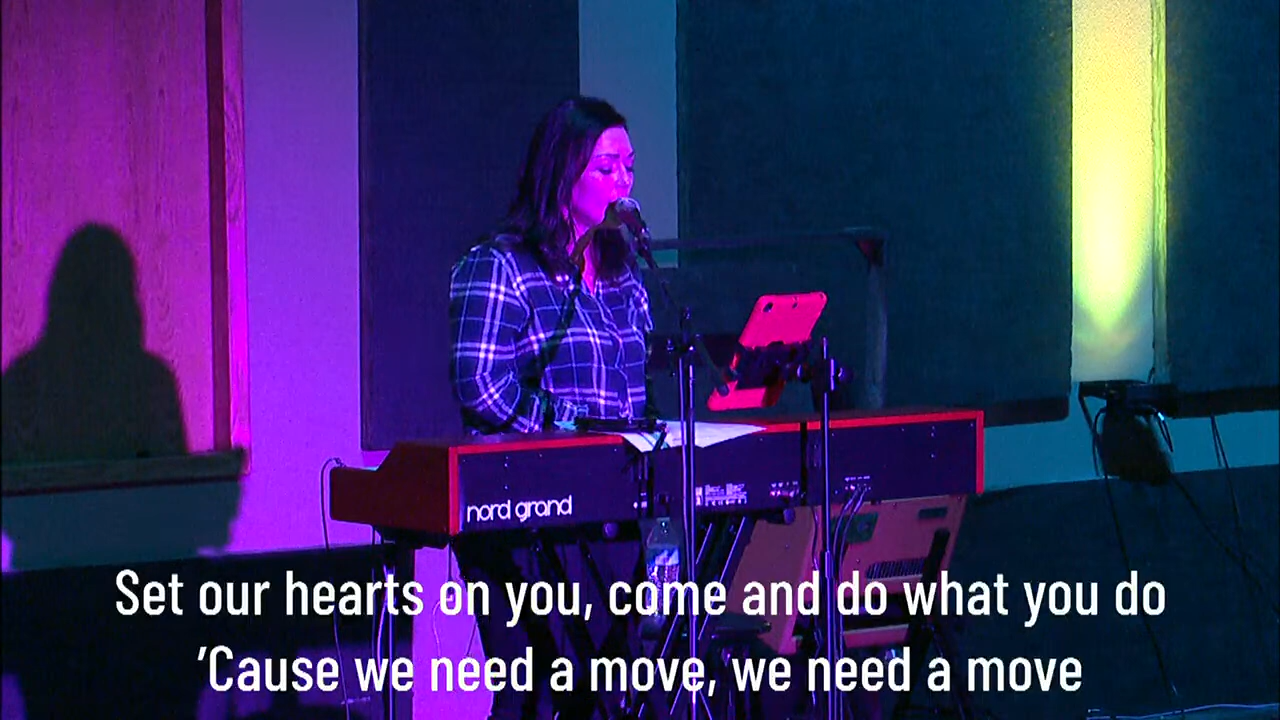 nord grand
Set our hearts on you, come and do what you do
’Cause we need a move, we need a move